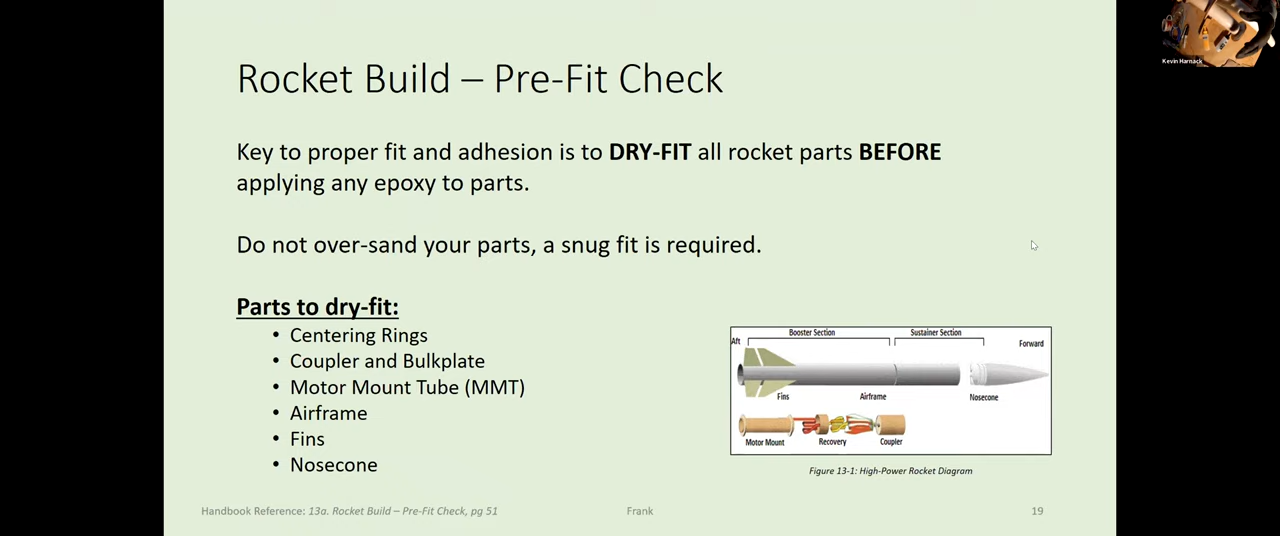 Kevin Harnack
Rocket Build – Pre-Fit Check
Key to proper fit and adhesion is to DRY-FIT all rocket parts BEFORE
applying any epoxy to parts.
Do not over-sand your parts, a snug fit is required.
Parts to dry-fit:
• Centering Rings
• Coupler and Bulkplate
• Motor Mount Tube (MMT)
• Airframe
• Fins
• Nosecone
Booster Section
Sustainer Section
Aft
Forward
Fins
Airframe
Nosecone
Motor Mount
Recovery
Coupler
Figure 13-1: High-Power Rocket Diagram
Handbook Reference: 13a. Rocket Build – Pre-Fit Check, pg 51
Frank
19